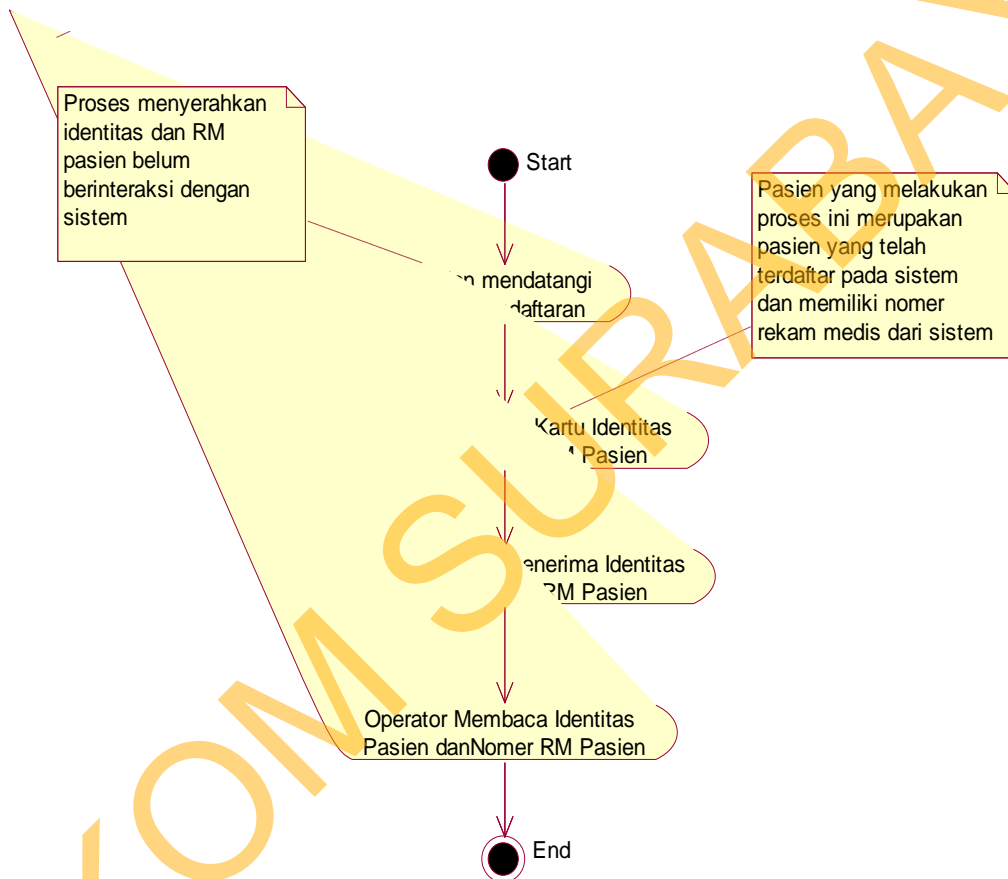 Proses menyerahkan
identitas dan RM
pasien belum
berinteraksi dengan
sistem
Start
Pasien yang melakukan
proses ini merupakan
pasien yang telah
terdaftar pada sistem
dan memiliki nomer
rekam medis dari sistem
mendatangi
Kartu Identitas
Pasien
Identitas
RM Pasien
Operator Membaca Identitas
Pasien danNomer RM Pasien
End
KOM SURABAYA